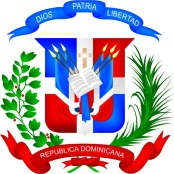 DIOS PATRIA LIBERTAD
REPUBLICA DOMINICANA